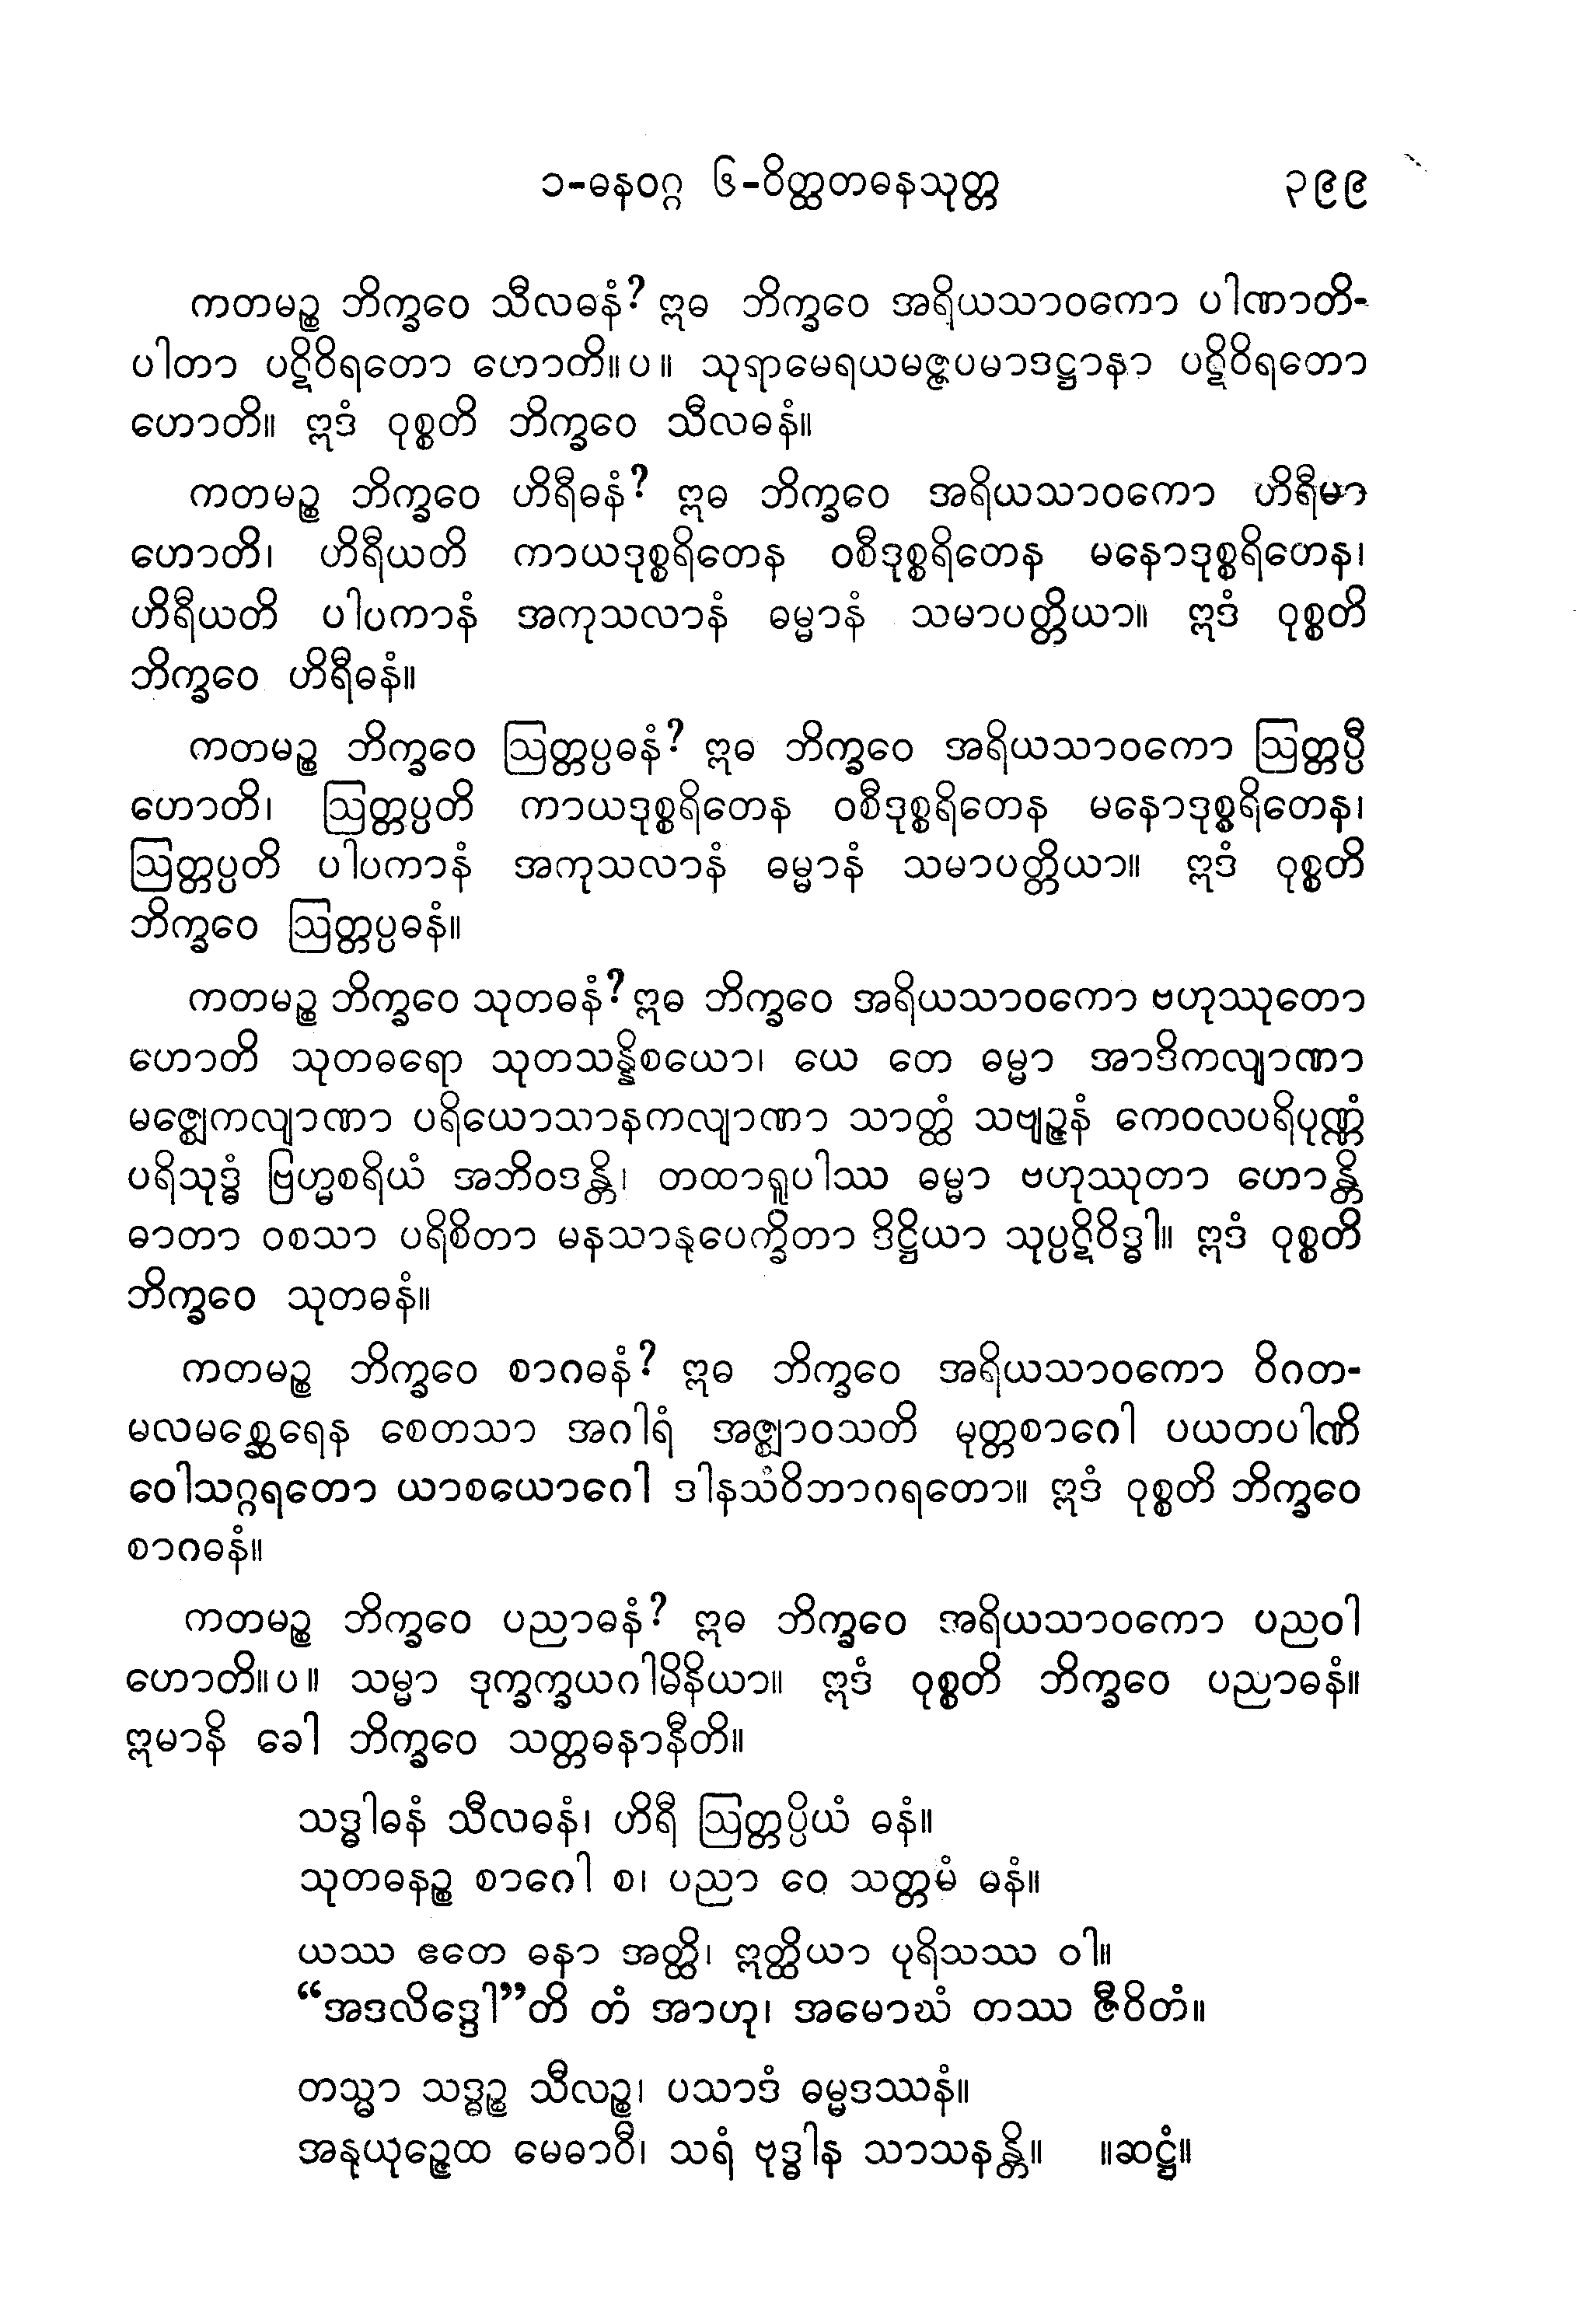 ၁-ဓနဝဂ္ဂ ၆-ဝိတ္ထတဓနသုတ္တ ၃၉၉
ကတမဉ္စ ဘိက္ခဝေ သီလဓနံ? ဣဓ ဘိက္ခဝေ အရိယသာဝကော ပါဏာတိ-
ပါတာ ပဋိဝိရတော ဟောတိ။ပ။ သုရာမေရယမဇ္ဇပမာဒဋ္ဌာနာ ပဋိဝိရတော
ဟောတိ။ ဣဒံ ဝုစ္စတိ ဘိက္ခဝေ သီလဓနံ။
ကတမဉ္စ ဘိက္ခဝေ ဟိရီဓနံ? ဣဓ ဘိက္ခဝေ အရိယသာဝကော ဟိရီမာ
ဟောတိ၊ ဟိရီယတိ ကာယဒုစ္စရိတေန ဝစီဒုစ္စရိတေန မနောဒုစ္စရိတေန၊
ဟိရီယတိ ပါပကာနံ အကုသလာနံ ဓမ္မာနံ သမာပတ္တိယာ။ ဣဒံ ဝုစ္စတိ
ဘိက္ခဝေ ဟိရီဓနံ။
ကတမဉ္စ ဘိက္ခဝေ ဩတ္တပ္ပဓနံ? ဣဓ ဘိက္ခဝေ အရိယသာဝကော ဩတ္တပ္ပီ
ဟောတိ၊ ဩတ္တပ္ပတိ ကာယဒုစ္စရိတေန ဝစီဒုစ္စရိတေန မနောဒုစ္စရိတေန၊
ဩတ္တပ္ပတိ ပါပကာနံ အကုသလာနံ ဓမ္မာနံ သမာပတ္တိယာ။ ဣဒံ ဝုစ္စတိ
ဘိက္ခဝေ ဩတ္တပ္ပဓနံ။
ကတမဉ္စ ဘိက္ခဝေ သုတဓနံ? ဣဓ ဘိက္ခဝေ အရိယသာဝကော ဗဟုဿုတော
ဟောတိ သုတဓရော သုတသန္နိစယော၊ ယေ တေ ဓမ္မာ အာဒိကလျာဏာ
မဇ္ဈေကလျာဏာ ပရိယောသာနကလျာဏာ သာတ္ထံ သဗျဉ္ဇနံ ကေဝလပရိပုဏ္ဏံ
ပရိသုဒ္ဓံ ဗြဟ္မစရိယံ အဘိဝဒန္တိ၊ တထာရူပါဿ ဓမ္မာ ဗဟုဿုတာ ဟောန္တိ
ဓာတာ ဝစသာ ပရိစိတာ မနသာနုပေက္ခိတာ ဒိဋ္ဌိယာ သုပ္ပဋိဝိဒ္ဓါ။ ဣဒံ ဝုစ္စတိ
ဘိက္ခဝေ သုတဓနံ။
ကတမဉ္စ ဘိက္ခဝေ စာဂဓနံ? ဣဓ ဘိက္ခဝေ အရိယသာဝကော ဝိဂတ-
မလမစ္ဆေရေန စေတသာ အဂါရံ အဇ္ဈာဝသတိ မုတ္တစာဂေါ ပယတပါဏိ
ဝေါသဂ္ဂရတော ယာစယောဂေါ ဒါနသံဝိဘာဂရတော။ ဣဒံ ဝုစ္စတိ ဘိက္ခဝေ
စာဂဓနံ။
ကတမဉ္စ ဘိက္ခဝေ ပညာဓနံ? ဣဓ ဘိက္ခဝေ အရိယသာဝကော ပညဝါ
ဟောတိ။ပ။ သမ္မာ ဒုက္ခက္ခယဂါမိနိယာ။ ဣဒံ ဝုစ္စတိ ဘိက္ခဝေ ပညာဓနံ။
ဣမာနိ ခေါ ဘိက္ခဝေ သတ္တဓနာနီတိ။
သဒ္ဓါဓနံ သီလဓနံ၊ ဟိရီ ဩတ္တပ္ပိယံ ဓနံ။
သုတဓနဉ္စ စာဂေါ စ၊ ပညာ ဝေ သတ္တမံ ဓနံ။
ယဿ ဧတေ ဓနာ အတ္ထိ၊ ဣတ္ထိယာ ပုရိသဿ ဝါ။
“အဒလိဒ္ဒေါ”တိ တံ အာဟု၊ အမောဃံ တဿ ဇီဝိတံ။
တသ္မာ သဒ္ဓဉ္စ သီလဉ္စ၊ ပသာဒံ ဓမ္မဒဿနံ။
အနုယုဉ္ဇေထ မေဓာဝီ၊ သရံ ဗုဒ္ဓါန သာသနန္တိ။ ။ဆဋ္ဌံ။